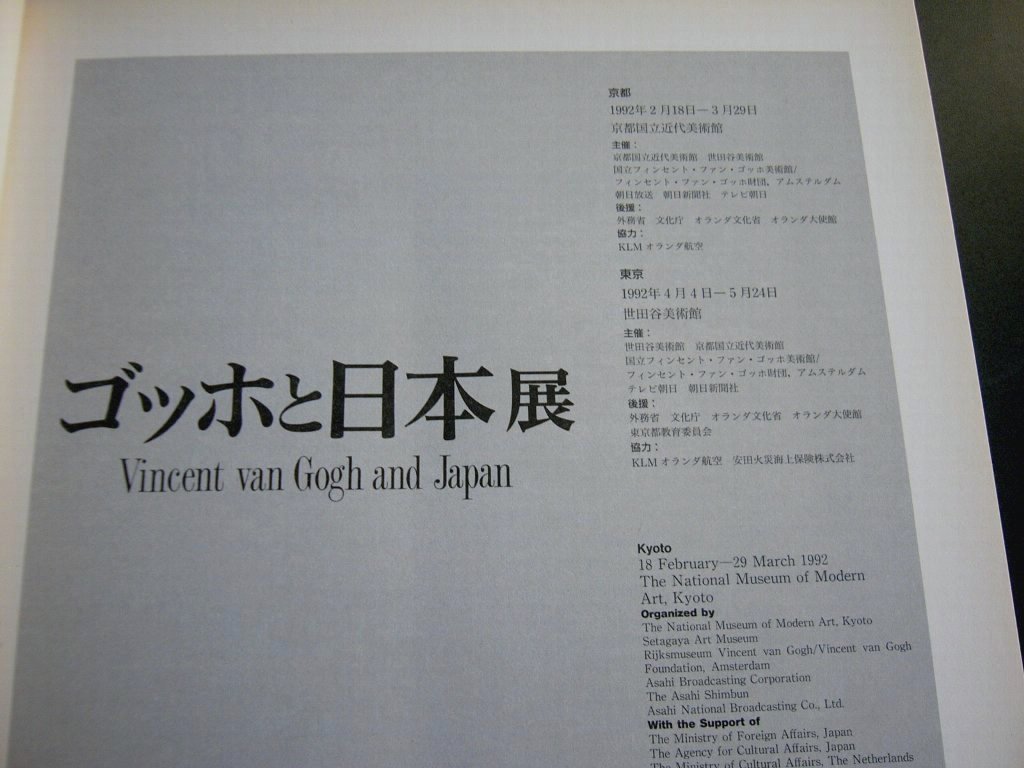 ゴッホと日本展
Vincent van Gogh and Japan
京都
1992年2月18日—3月29日
京都国立近代美術館
主催：
京都国立近代美術館　世田谷美術館
国立フィンセント・ファン・ゴッホ美術館/
フィンセント・ファン・ゴッホ財団，アムステルダム
朝日放送　朝日新聞社　テレビ朝日
後援：
外務省　文化庁　オランダ文化省　オランダ大使館
協力：
KLMオランダ航空
東京
1992年4月4日—5月24日
世田谷美術館
主催：
世田谷美術館　京都国立近代美術館
国立フィンセント・ファン・ゴッホ美術館/
フィンセント・ファン・ゴッホ財団，アムステルダム
テレビ朝日　朝日新聞社
後援：
外務省　文化庁　オランダ文化省　オランダ大使館
東京都教育委員会
協力：
KLMオランダ航空　安田火災海上保険株式会社
Kyoto
18 February—29 March 1992
The National Museum of Modern
Art, Kyoto
Organized by
The National Museum of Modern Art, Kyoto
Setagaya Art Museum
Rijksmuseum Vincent van Gogh/Vincent van Gogh
Foundation, Amsterdam
Asahi Broadcasting Corporation
The Asahi Shimbun
Asahi National Broadcasting Co., Ltd.
With the Support of
The Ministry of Foreign Affairs, Japan
The Agency for Cultural Affairs, Japan
The Ministry of Cultural Affairs, The Netherlands